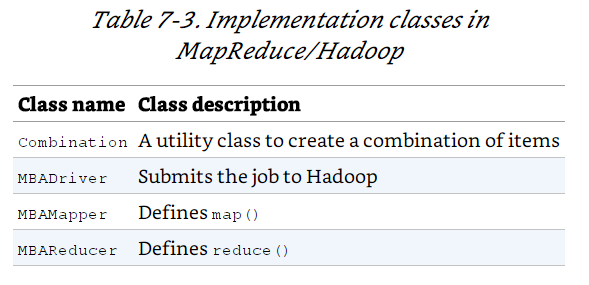 Table 7-3. Implementation classes in
MapReduce/Hadoop
Class name Class description
Combination A utility class to create a combination of items
MBADriver Submits the job to Hadoop
MBAMapper Defines map()
MBAReducer Defines reduce()